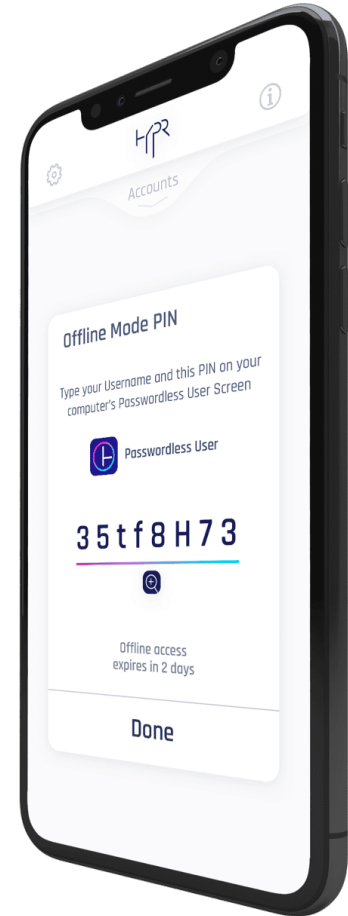 HYPR
Accounts
Offline Mode PIN
Type your Username and this PIN on your
computer's Passwordless User Screen
Passwordless User
35tf8H73
Offline access
expires in 2 days
Done